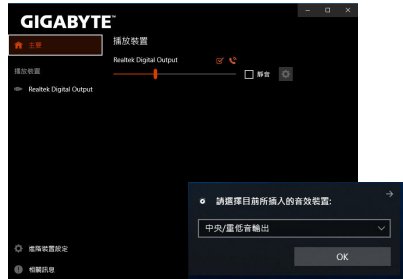 GIGABYTE™
主要
播放裝置
Realtek Digital Output
播放裝置
Realtek Digital Output
靜音
進階裝置設定
相關訊息
請選擇目前所插入的音效裝置:
中央/重低音輸出
OK